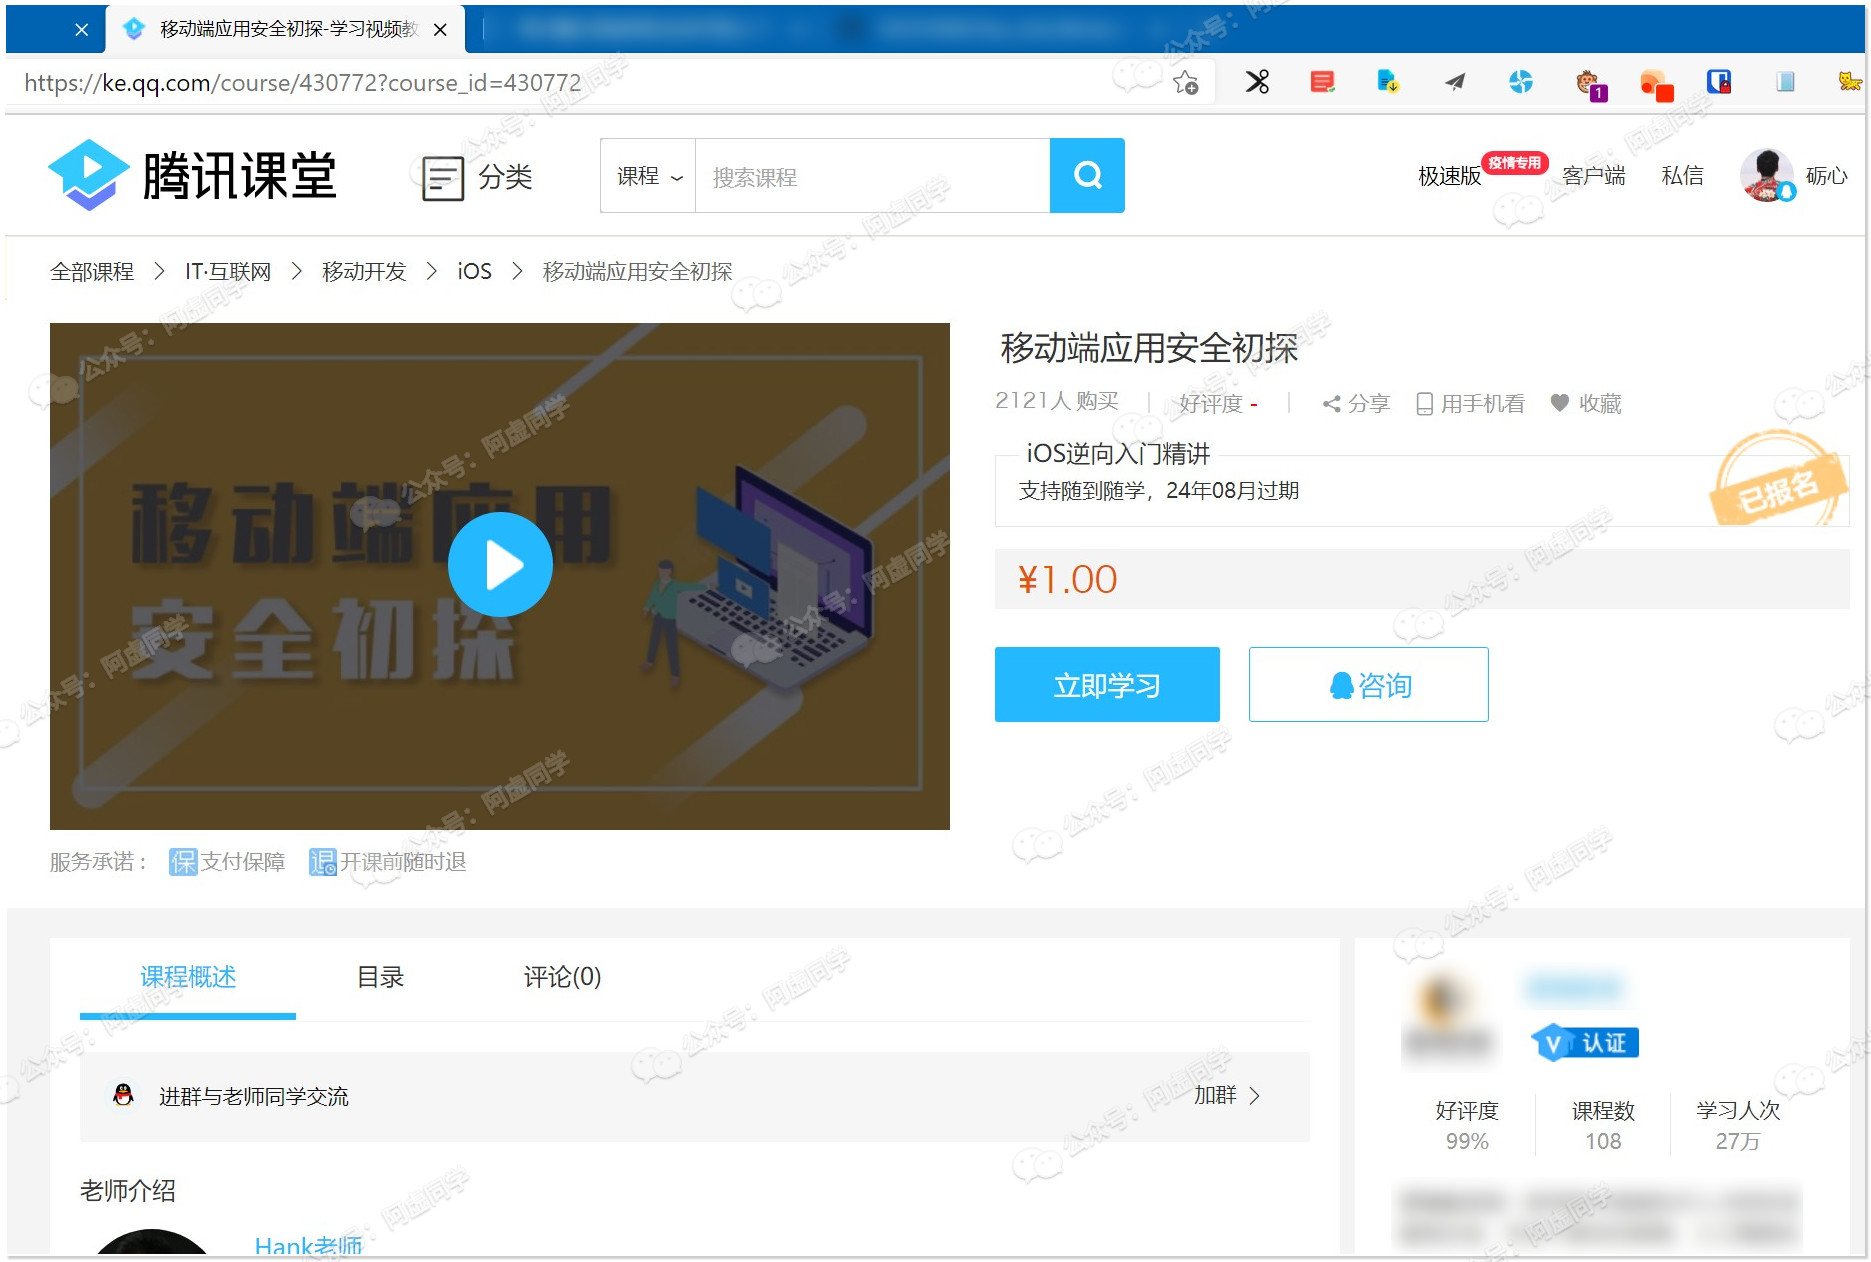 移动端应用安全初探-学习视频教
https://ke.qq.com/course/430772?course_id=430772
1
腾讯课堂
分类
课程
搜索课程
极速版
疫情专用
客户端
私信
砺心
全部课程 > IT·互联网 > 移动开发 > iOS > 移动端应用安全初探
移动端应用
安全初探
移动端应用安全初探
2121人 购买
好评度 -
分享
用手机看
收藏
iOS逆向入门精讲
支持随到随学，24年08月过期
已报名
¥1.00
立即学习
咨询
服务承诺：
保 支付保障
退 开课前随时退
课程概述
目录
评论(0)
进群与老师同学交流
加群 >
老师介绍
Hank老师
V 认证
好评度
99%
课程数
108
学习人次
27万
公众号：阿虚同学